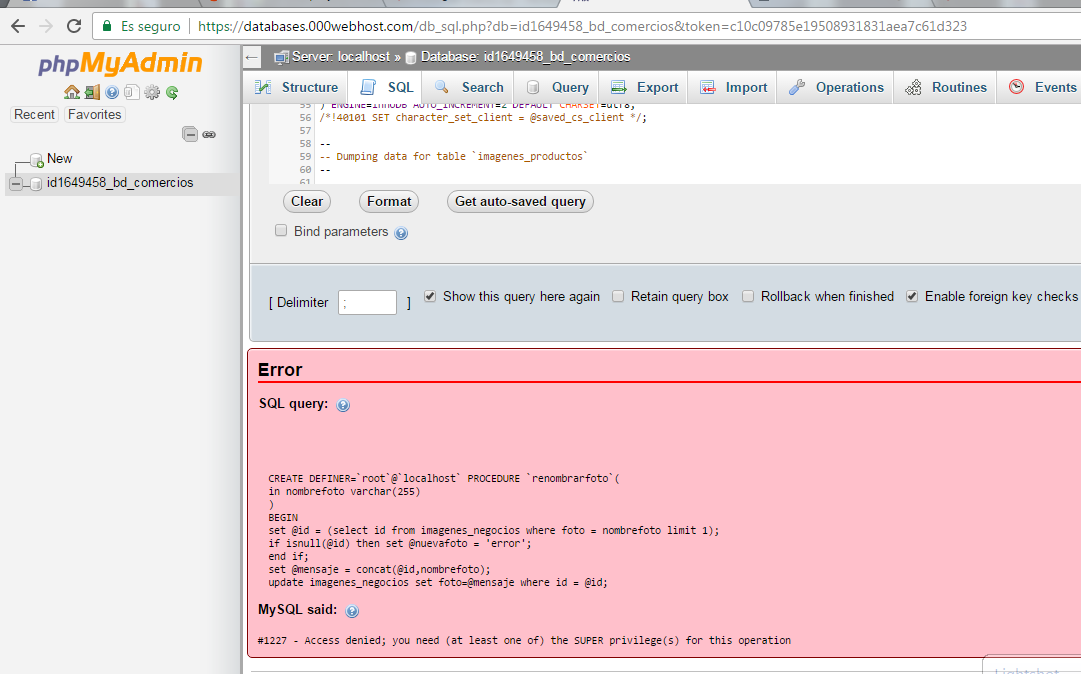 Es seguro
https://databases.000webhost.com/db_sql.php?db=id1649458_bd_comercios&token=c10c09785e19508931831aea7c61d323
phpMyAdmin
Recent Favorites
New
id1649458_bd_comercios
Server: localhost » Database: id1649458_bd_comercios
Structure SQL Search Query Export Import Operations Routines Events
55 ) ENGINE=InnoDB AUTO_INCREMENT=2 DEFAULT CHARSET=utf8;
56 /*!40101 SET character_set_client = @saved_cs_client */;
57
58 --
59 -- Dumping data for table `imagenes_productos`
60 --
61
Clear Format Get auto-saved query
Bind parameters
[ Delimiter ; ] Show this query here again Retain query box Rollback when finished Enable foreign key checks
Error
SQL query:
CREATE DEFINER=`root`@`localhost` PROCEDURE `renombrarfoto`(
in nombrefoto varchar(255)
)
BEGIN
set @id = (select id from imagenes_negocios where foto = nombrefoto limit 1);
if isnull(@id) then set @nuevafoto = 'error';
end if;
set @mensaje = concat(@id,nombrefoto);
update imagenes_negocios set foto=@mensaje where id = @id;
MySQL said:
#1227 - Access denied; you need (at least one of) the SUPER privilege(s) for this operation
Lightshot